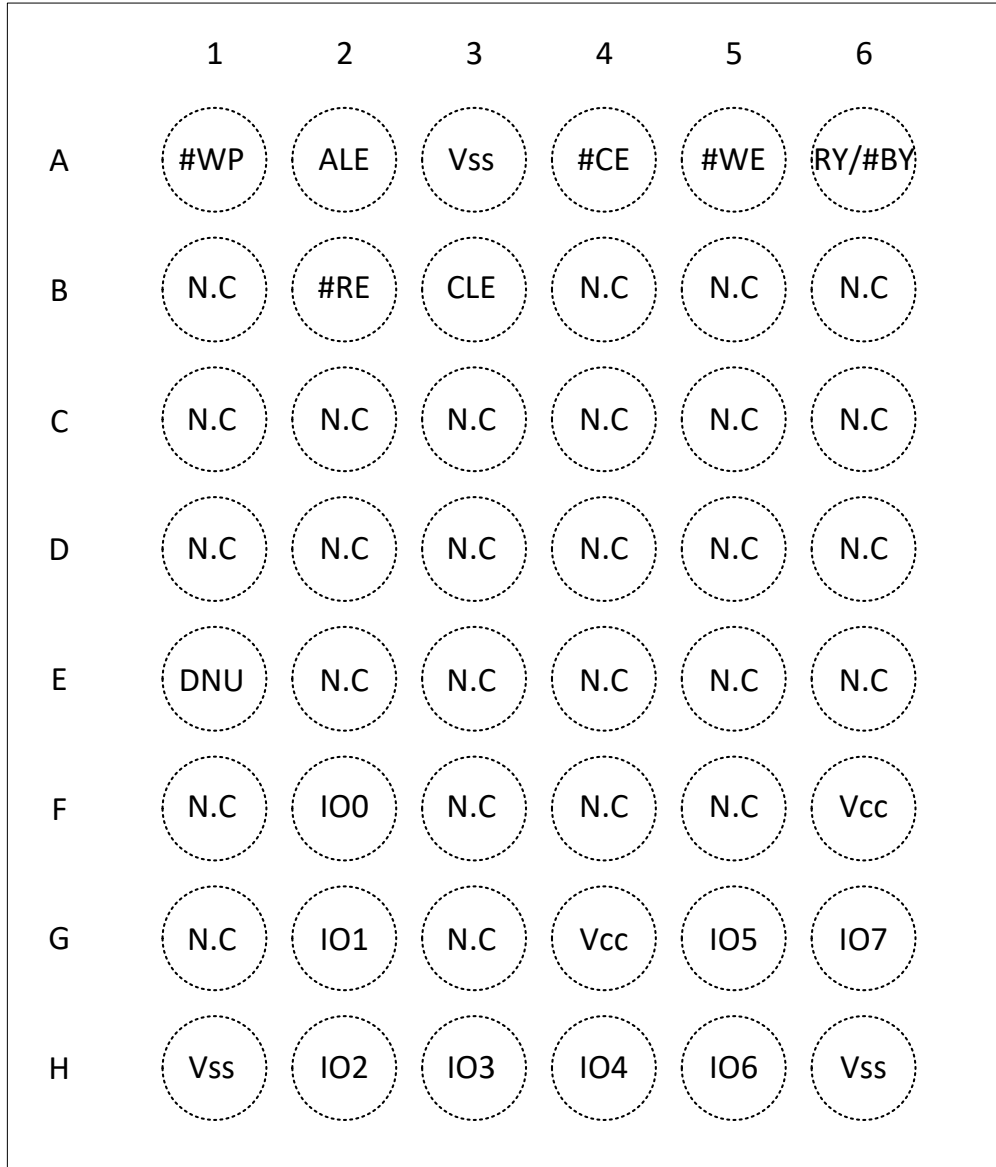 1 2 3 4 5 6
A #WP ALE Vss #CE #WE RY/#BY
B N.C #RE CLE N.C N.C N.C
C N.C N.C N.C N.C N.C N.C
D N.C N.C N.C N.C N.C N.C
E DNU N.C N.C N.C N.C N.C
F N.C IO0 N.C N.C N.C Vcc
G N.C IO1 N.C Vcc IO5 IO7
H Vss IO2 IO3 IO4 IO6 Vss